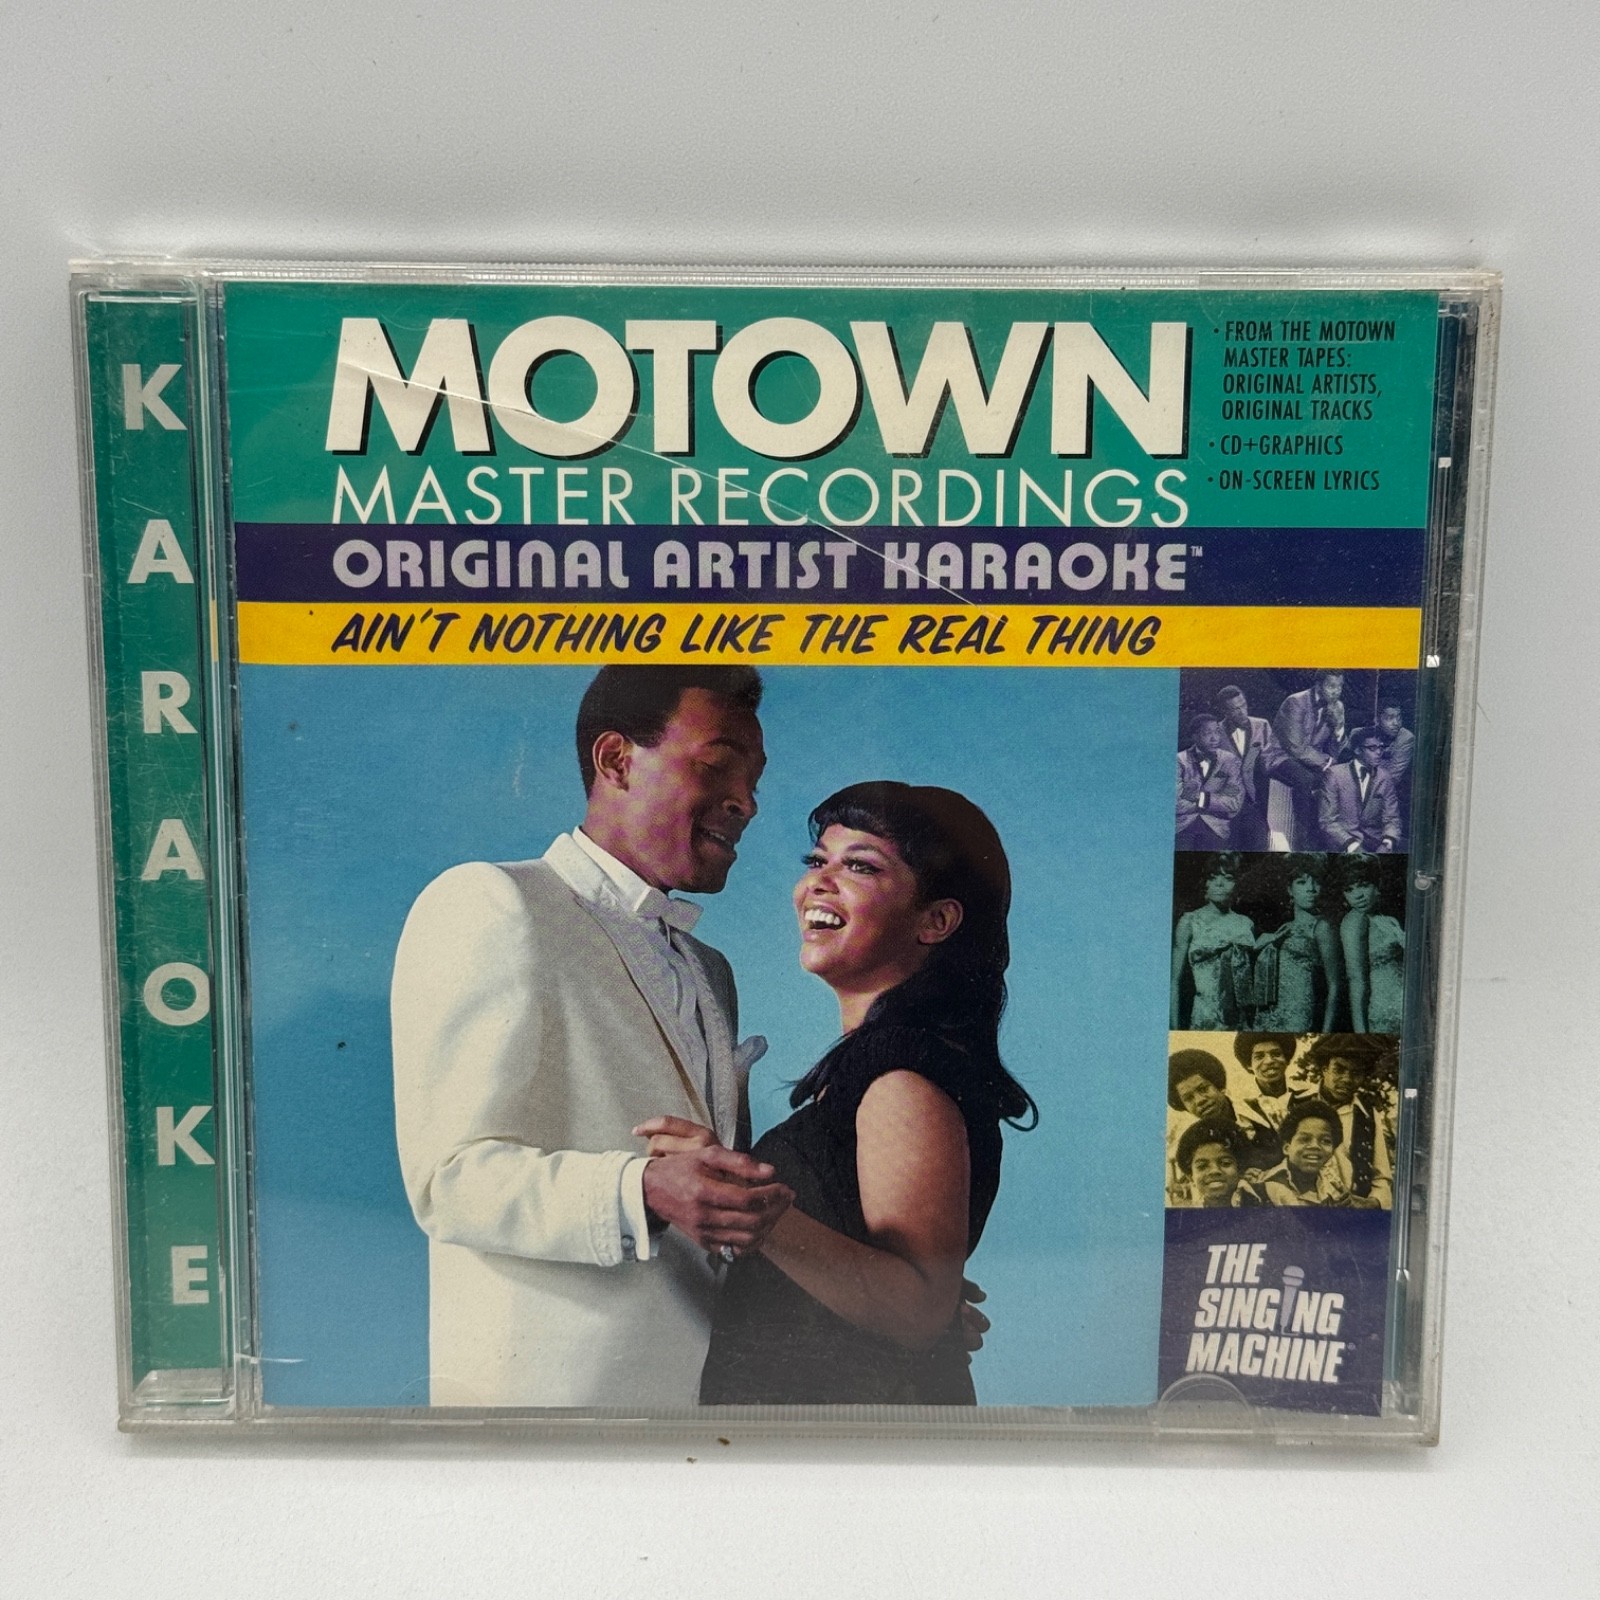 KARAOKE
MOTOWN
MASTER RECORDINGS
ORIGINAL ARTIST KARAOKE™
AIN'T NOTHING LIKE THE REAL THING
• FROM THE MOTOWN
MASTER TAPES:
ORIGINAL ARTISTS,
ORIGINAL TRACKS
• CD+GRAPHICS
• ON-SCREEN LYRICS
THE
SINGING
MACHINE®